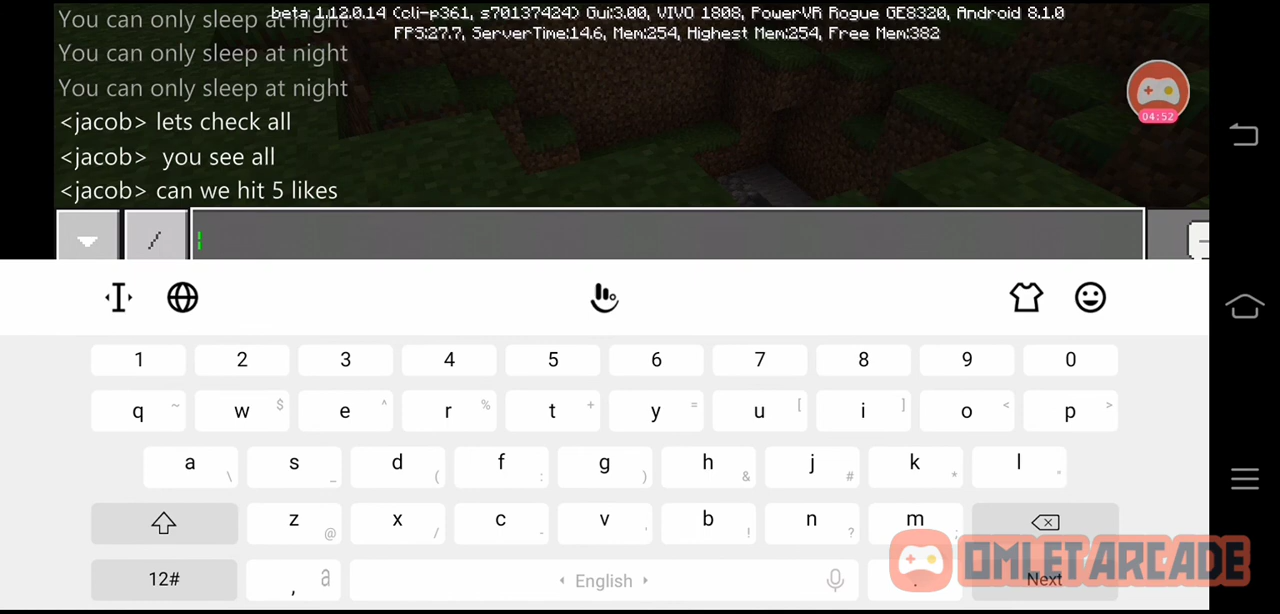 You can only sleep at night
beta 1.12.0.14 (cli-p361, s70137424) Gui:3.00, VIVO 1808, PowerVR Rogue GE8320, Android 8.1.0
FPS:27.7, ServerTime:14.6, Mem:254, Highest Mem:254, Free Mem:382
You can only sleep at night
You can only sleep at night
<jacob> lets check all
<jacob>  you see all
<jacob> can we hit 5 likes
04:52
/
1 2 3 4 5 6 7 8 9 0
q ~ w $ e ^ r % t + y = u [ i ] o < p >
a \ s _ d ( f : g ) h & j # k * l "
z @ x / c - v ' b ! n ? m ;
12# , a English . Next
OMLET ARCADE